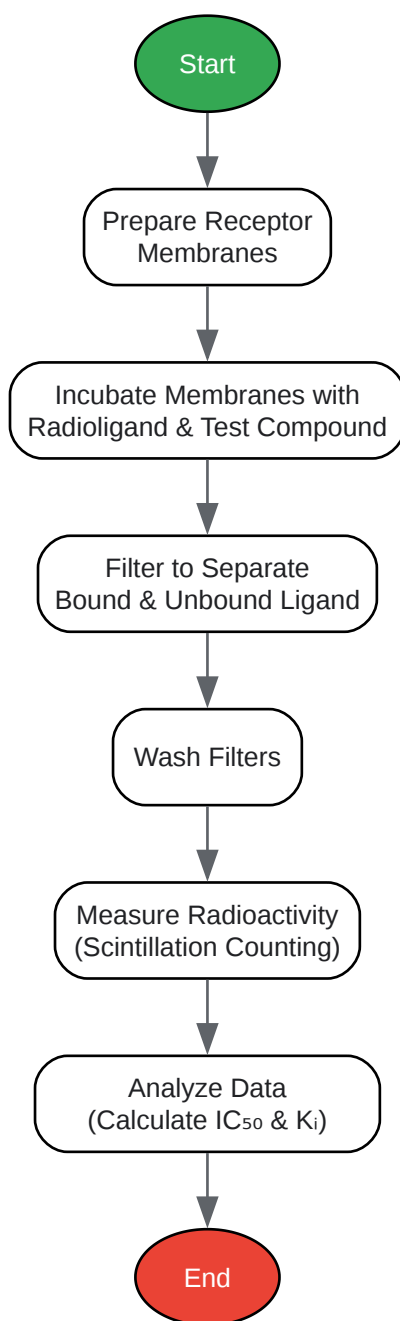 Start
Prepare Receptor
Membranes
Incubate Membranes with
Radioligand & Test Compound
Filter to Separate
Bound & Unbound Ligand
Wash Filters
Measure Radioactivity
(Scintillation Counting)
Analyze Data
(Calculate IC₅₀ & Kᵢ)
End